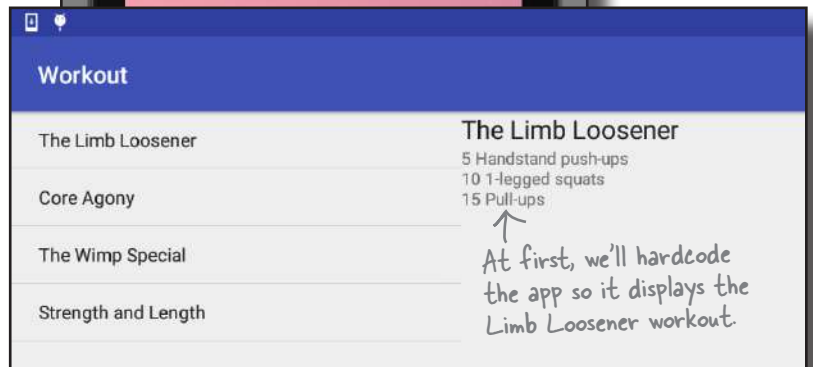 Workout
The Limb Loosener
Core Agony
The Wimp Special
Strength and Length
The Limb Loosener
5 Handstand push-ups
10 1-legged squats
15 Pull-ups
At first, we'll hardcode
the app so it displays the
Limb Loosener workout.